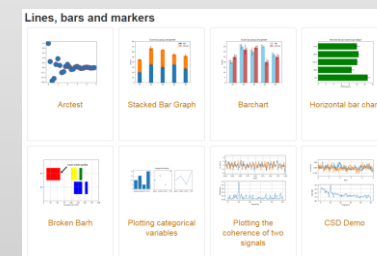 Lines, bars and markers
Arctest
Stacked Bar Graph
Barchart
Horizontal bar char
Broken Barh
Plotting categorical
variables
Plotting the
coherence of two
signals
CSD Demo